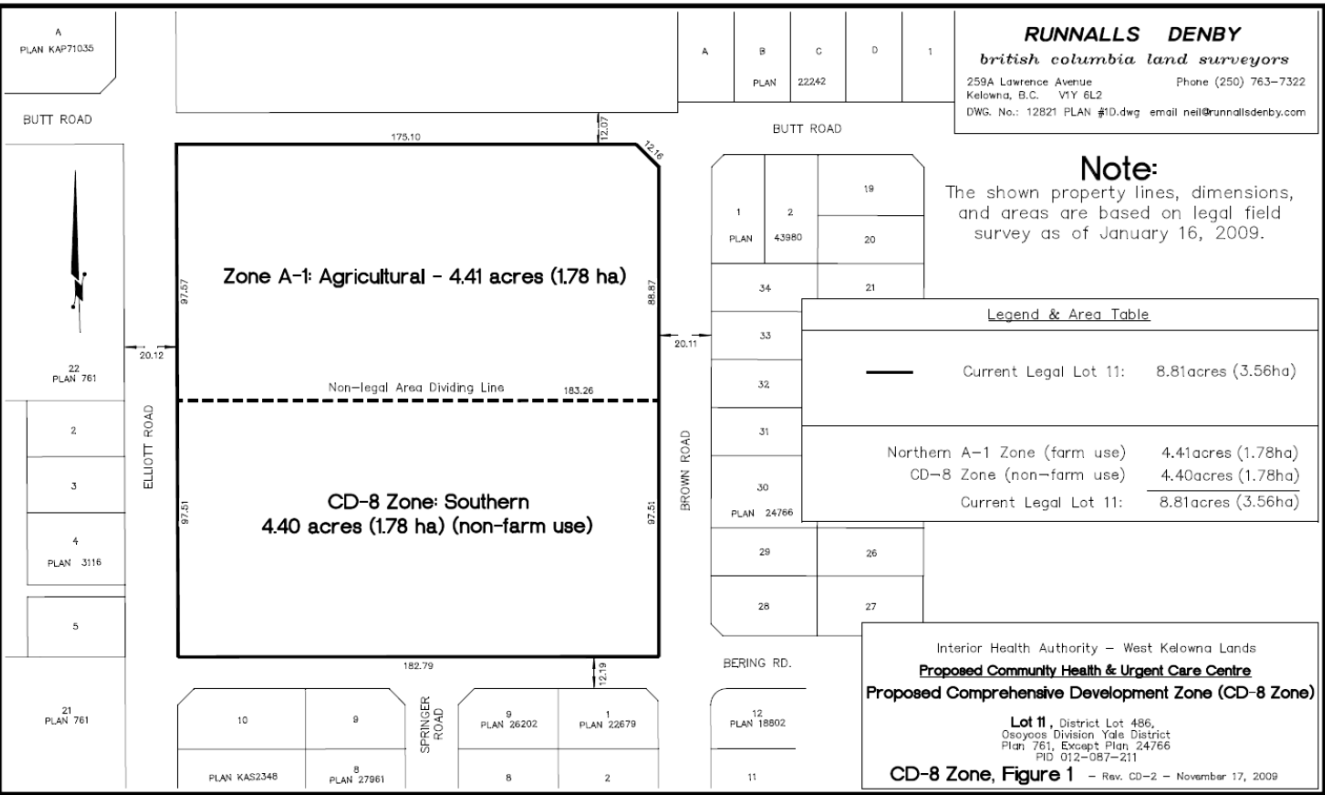 A
PLAN KAP71035
BUTT ROAD
A
B
C
D
1
PLAN 22242
RUNNALLS DENBY
british columbia land surveyors
259A Lawrence Avenue Phone (250) 763-7322
Kelowna, B.C. V1Y 6L2
DWG. No.: 12821 PLAN #1D.dwg email neil@runnallsdenby.com
BUTT ROAD
12.07
175.10
12.16
Note:
The shown property lines, dimensions,
and areas are based on legal field
survey as of January 16, 2009.
1
2
PLAN 43980
19
20
34
21
33
32
31
30
PLAN 24766
29
26
28
27
Zone A-1: Agricultural - 4.41 acres (1.78 ha)
97.57
88.87
20.12
20.11
Non-legal Area Dividing Line 183.26
22
PLAN 761
2
3
4
PLAN 3116
5
21
PLAN 761
ELLIOTT ROAD
BROWN ROAD
CD-8 Zone: Southern
4.40 acres (1.78 ha) (non-farm use)
97.51
97.51
182.79
12.19
Legend & Area Table
Current Legal Lot 11: 8.81acres (3.56ha)
Northern A-1 Zone (farm use) 4.41acres (1.78ha)
CD-8 Zone (non-farm use) 4.40acres (1.78ha)
Current Legal Lot 11: 8.81acres (3.56ha)
BERING RD.
10
9
SPRINGER
ROAD
9
PLAN 26202
1
PLAN 22679
12
PLAN 18802
PLAN KAS2348
8
PLAN 27961
8
2
11
Interior Health Authority - West Kelowna Lands
Proposed Community Health & Urgent Care Centre
Proposed Comprehensive Development Zone (CD-8 Zone)
Lot 11, District Lot 486,
Osoyoos Division Yale District
Plan 761, Except Plan 24766
PID 012-087-211
CD-8 Zone, Figure 1 - Rev. CD-2 - November 17, 2009